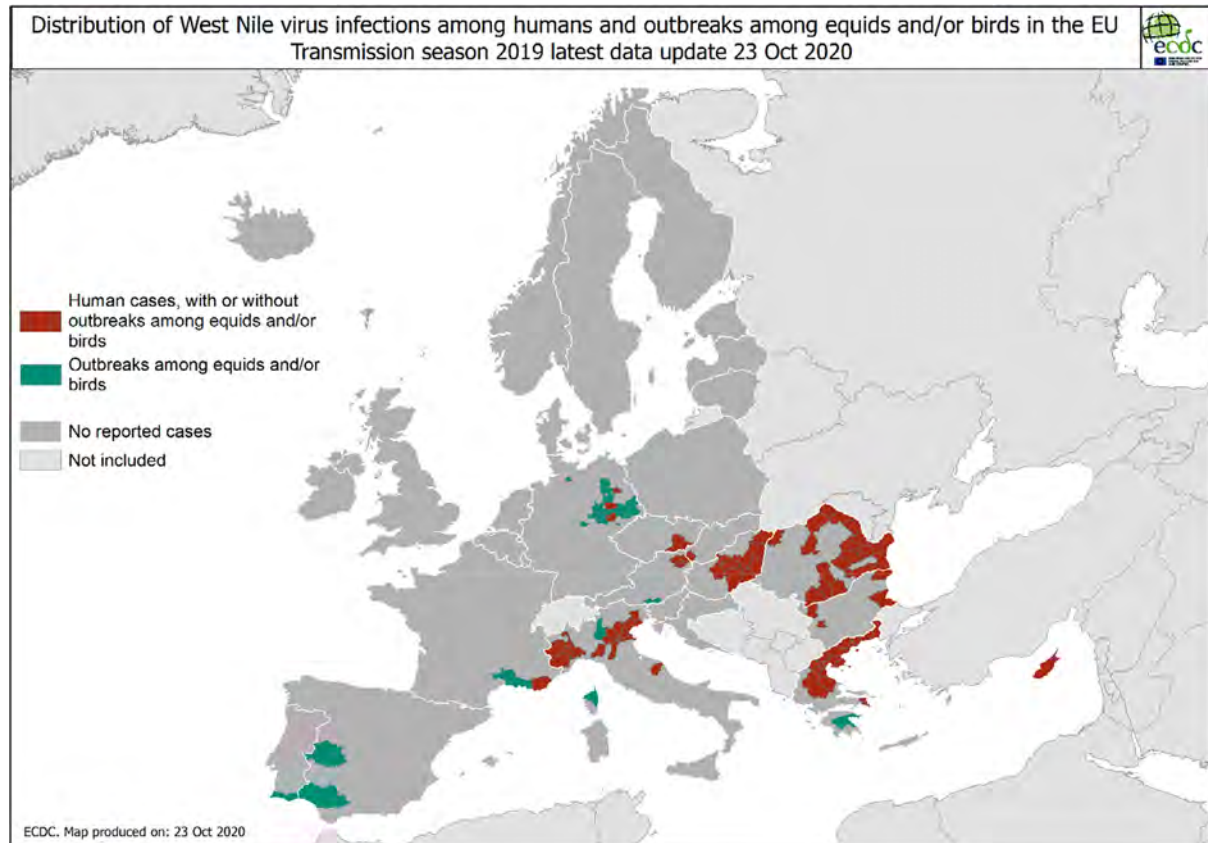 Distribution of West Nile virus infections among humans and outbreaks among equids and/or birds in the EU
Transmission season 2019 latest data update 23 Oct 2020
ecdc
Human cases, with or without
outbreaks among equids and/or
birds
Outbreaks among equids and/or
birds
No reported cases
Not included
ECDC. Map produced on: 23 Oct 2020